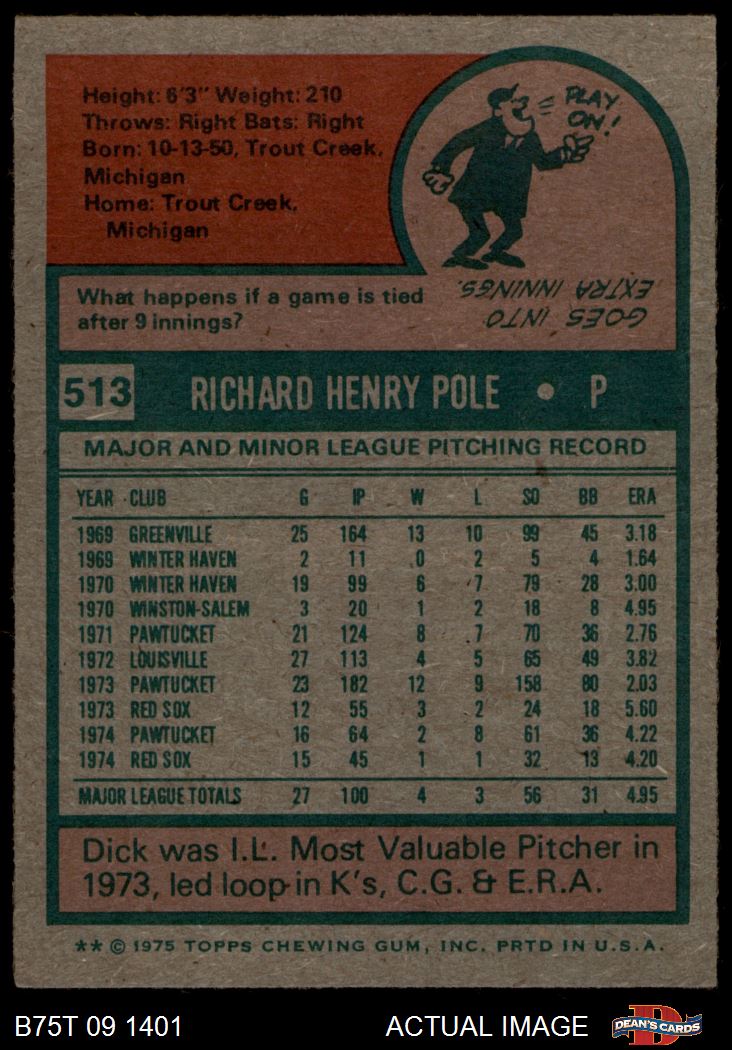 Height: 6'3" Weight: 210
Throws: Right Bats: Right
Born: 10-13-50, Trout Creek,
Michigan
Home: Trout Creek,
Michigan
PLAY
ON!
What happens if a game is tied
after 9 innings?
GOES INTO
EXTRA INNINGS.
513 RICHARD HENRY POLE • P
MAJOR AND MINOR LEAGUE PITCHING RECORD
YEAR CLUB G IP W L SO BB ERA
1969 GREENVILLE 25 164 13 10 99 45 3.18
1969 WINTER HAVEN 2 11 0 2 5 4 1.64
1970 WINTER HAVEN 19 99 6 7 79 28 3.00
1970 WINSTON-SALEM 3 20 1 2 18 8 4.95
1971 PAWTUCKET 21 124 8 7 70 36 2.76
1972 LOUISVILLE 27 113 4 5 65 49 3.82
1973 PAWTUCKET 23 182 12 9 158 80 2.03
1973 RED SOX 12 55 3 2 24 18 5.60
1974 PAWTUCKET 16 64 2 8 61 36 4.22
1974 RED SOX 15 45 1 1 32 13 4.20
MAJOR LEAGUE TOTALS 27 100 4 3 56 31 4.95
Dick was I.L. Most Valuable Pitcher in
1973, led loop in K's, C.G. & E.R.A.
** © 1975 TOPPS CHEWING GUM, INC. PRTD IN U.S.A.
B75T 09 1401 ACTUAL IMAGE DEAN'S CARDS